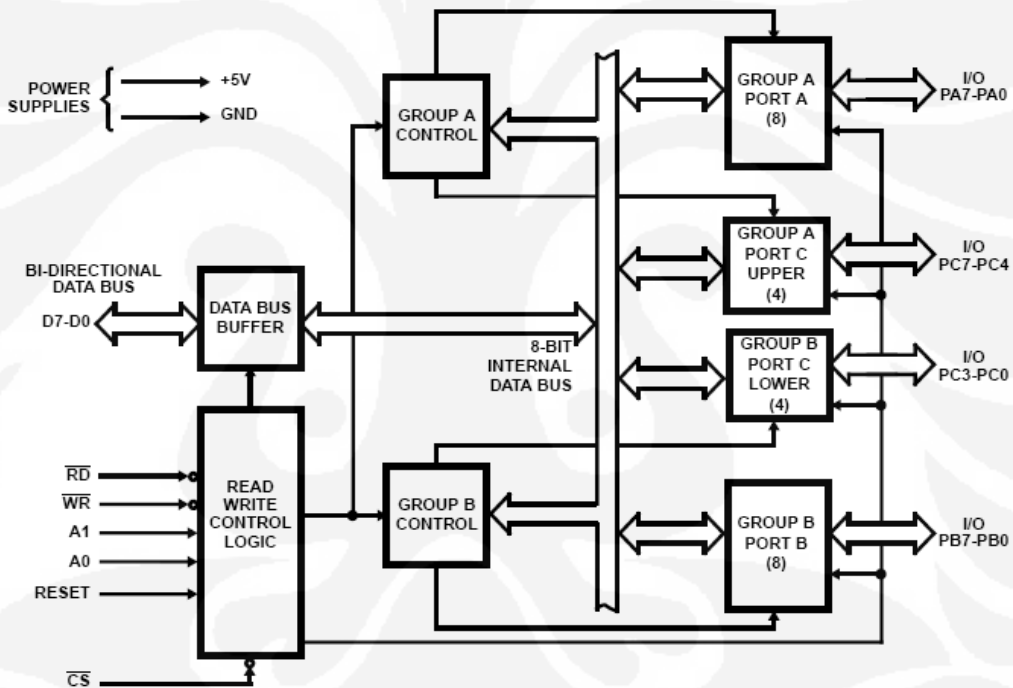 POWER
SUPPLIES
+5V
GND
GROUP A
CONTROL
GROUP A
PORT A
(8)
I/O
PA7-PA0
GROUP A
PORT C
UPPER
(4)
I/O
PC7-PC4
BI-DIRECTIONAL
DATA BUS
D7-D0
DATA BUS
BUFFER
8-BIT
INTERNAL
DATA BUS
GROUP B
PORT C
LOWER
(4)
I/O
PC3-PC0
RD
WR
A1
A0
RESET
CS
READ
WRITE
CONTROL
LOGIC
GROUP B
CONTROL
GROUP B
PORT B
(8)
I/O
PB7-PB0